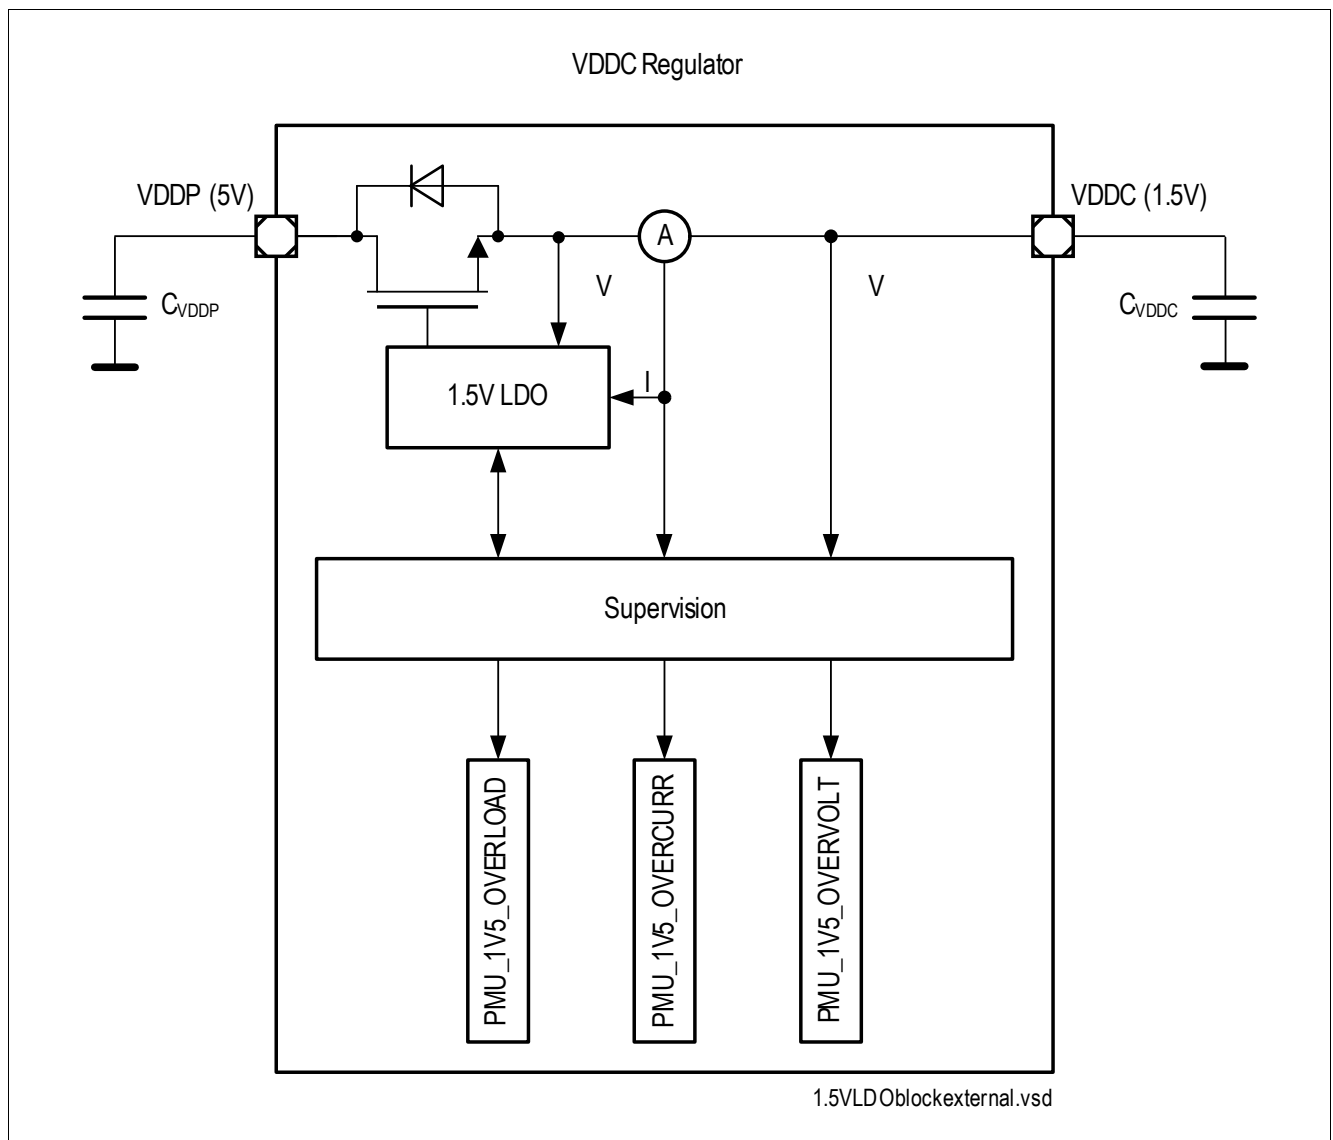 VDDC Regulator
VDDP (5V)
VDDC (1.5V)
A
CVDDP
V
V
CVDDC
1.5V LDO
I
Supervision
PMU_1V5_OVERLOAD
PMU_1V5_OVERCURR
PMU_1V5_OVERVOLT
1.5VLDOblockexternal.vsd